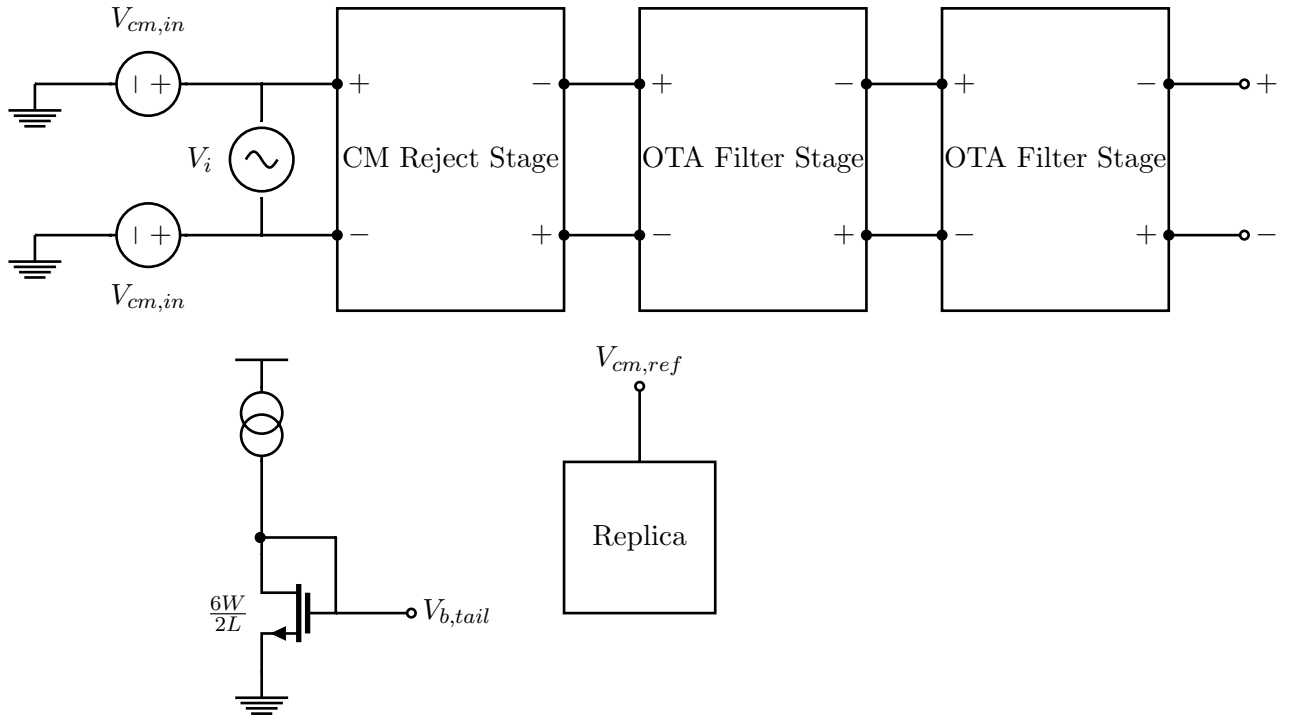 V_{cm,in}
+ − + − + − +
V_i CM Reject Stage OTA Filter Stage OTA Filter Stage
− + − + − + −
V_{cm,in}
V_{cm,ref}
Replica
6W/2L V_{b,tail}